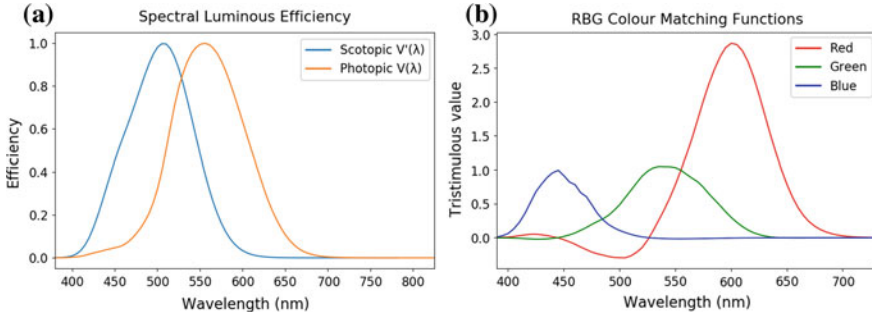 (a)
Spectral Luminous Efficiency
Scotopic V'(λ)
Photopic V(λ)
Efficiency
1.0
0.8
0.6
0.4
0.2
0.0
400 450 500 550 600 650 700 750 800
Wavelength (nm)
(b)
RBG Colour Matching Functions
Red
Green
Blue
Tristimulous value
3.0
2.5
2.0
1.5
1.0
0.5
0.0
400 450 500 550 600 650 700
Wavelength (nm)